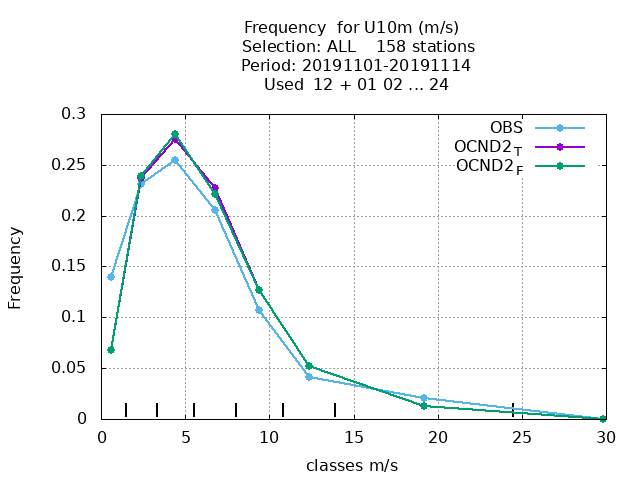 Frequency  for U10m (m/s)
Selection: ALL    158 stations
Period: 20191101-20191114
Used  12 + 01 02 ... 24
OBS
OCND2T
OCND2F
Frequency
0.3
0.25
0.2
0.15
0.1
0.05
0
0 5 10 15 20 25 30
classes m/s